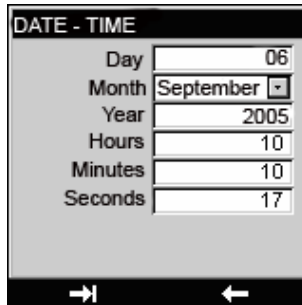 DATE - TIME
Day 06
Month September
Year 2005
Hours 10
Minutes 10
Seconds 17